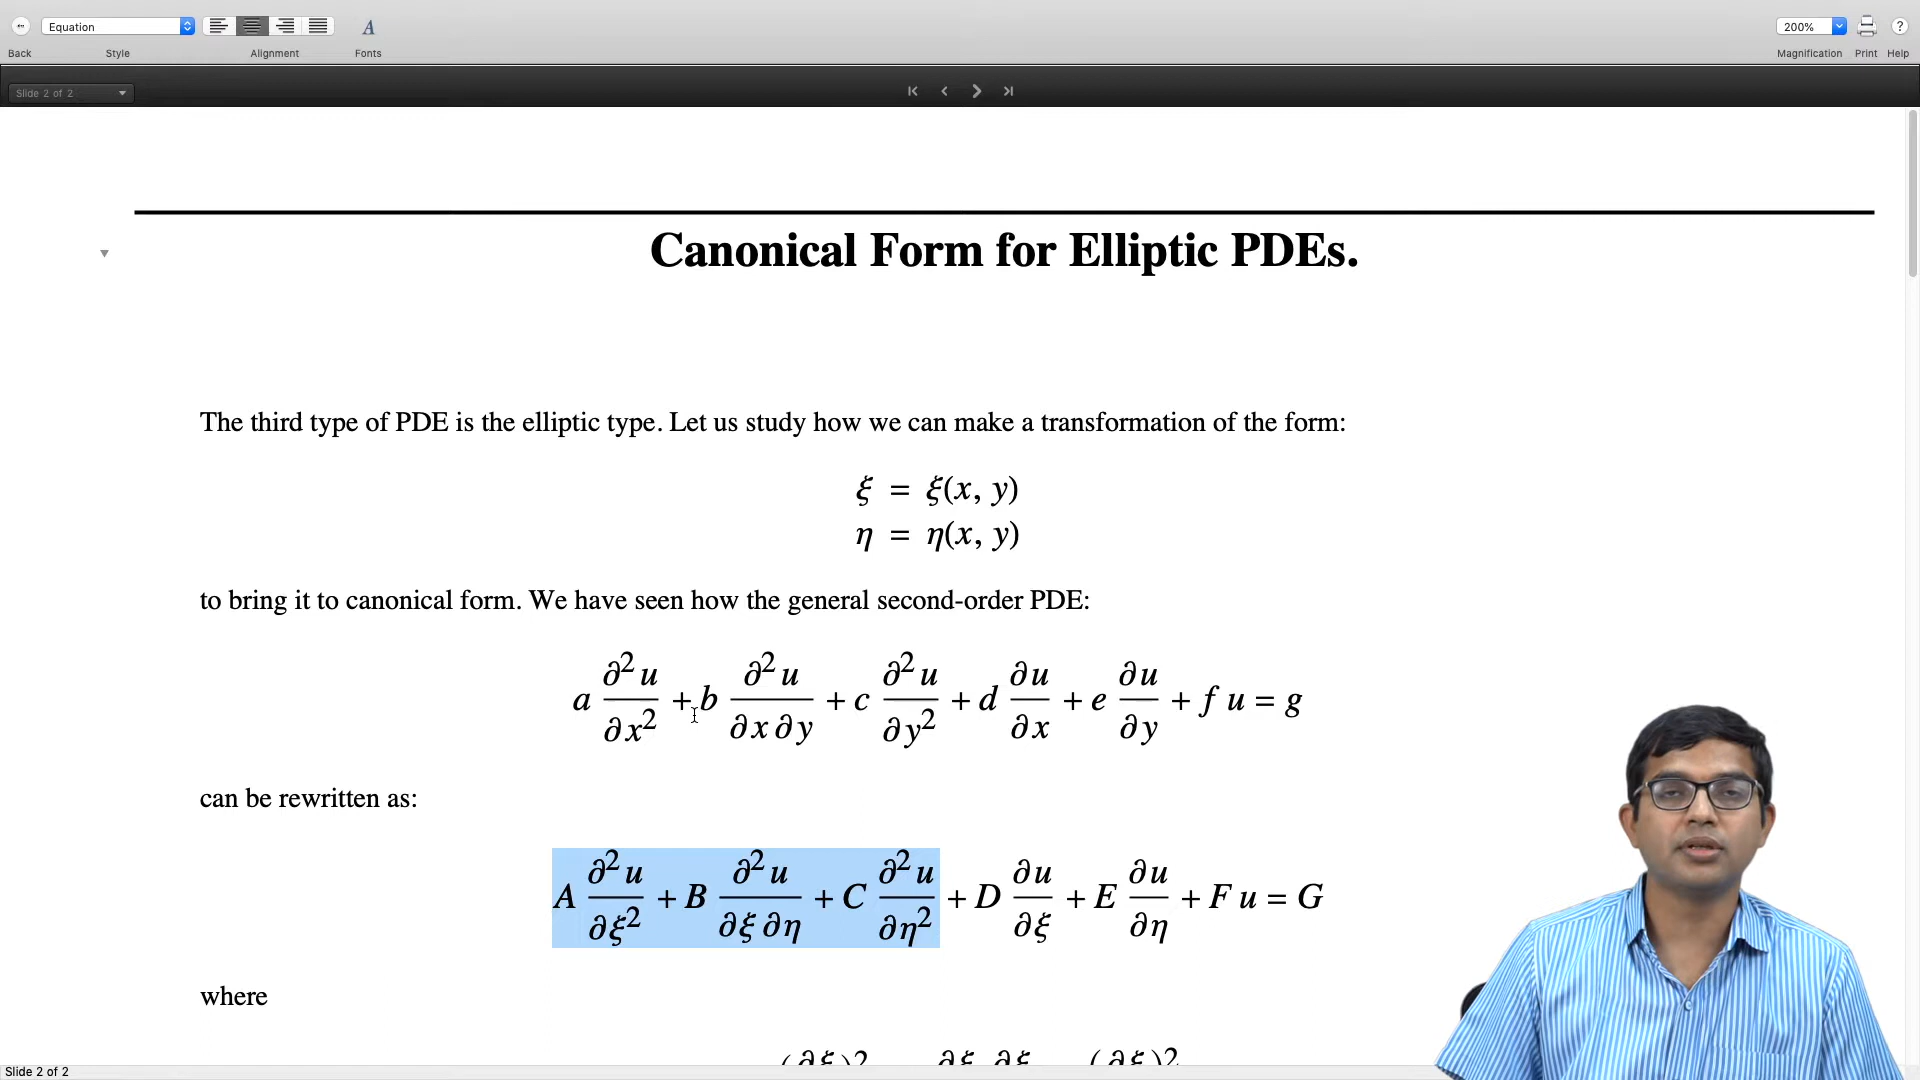 Equation
200%
Back
Style
Alignment
Fonts
Magnification
Print
Help
Slide 2 of 2
Canonical Form for Elliptic PDEs.
The third type of PDE is the elliptic type. Let us study how we can make a transformation of the form:
ξ = ξ(x, y)
η = η(x, y)
to bring it to canonical form. We have seen how the general second-order PDE:
a ∂²u/∂x² + b ∂²u/∂x ∂y + c ∂²u/∂y² + d ∂u/∂x + e ∂u/∂y + f u = g
can be rewritten as:
A ∂²u/∂ξ² + B ∂²u/∂ξ ∂η + C ∂²u/∂η² + D ∂u/∂ξ + E ∂u/∂η + F u = G
where
Slide 2 of 2